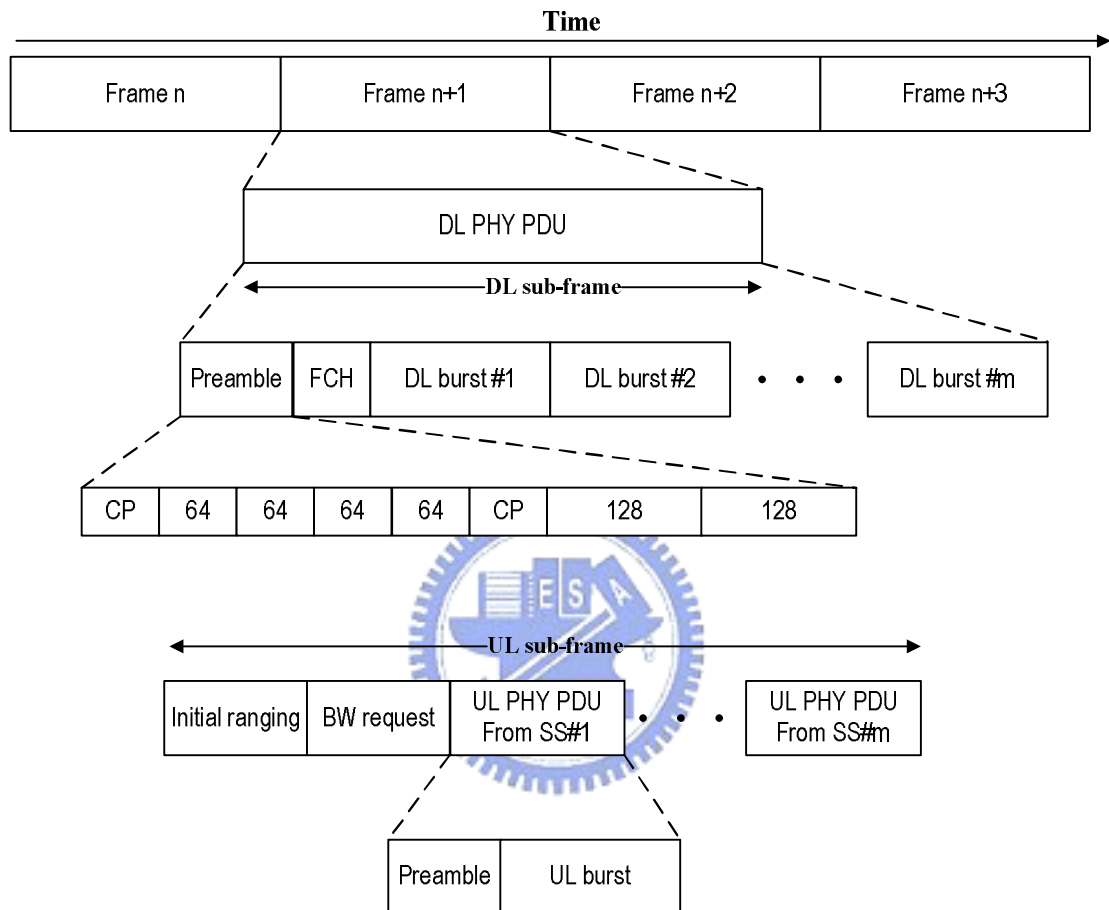 Time
Frame n Frame n+1 Frame n+2 Frame n+3
DL PHY PDU
DL sub-frame
Preamble FCH DL burst #1 DL burst #2 • • • DL burst #m
CP 64 64 64 64 CP 128 128
E S A
UL sub-frame
Initial ranging BW request UL PHY PDU From SS#1 • • • UL PHY PDU From SS#m
Preamble UL burst